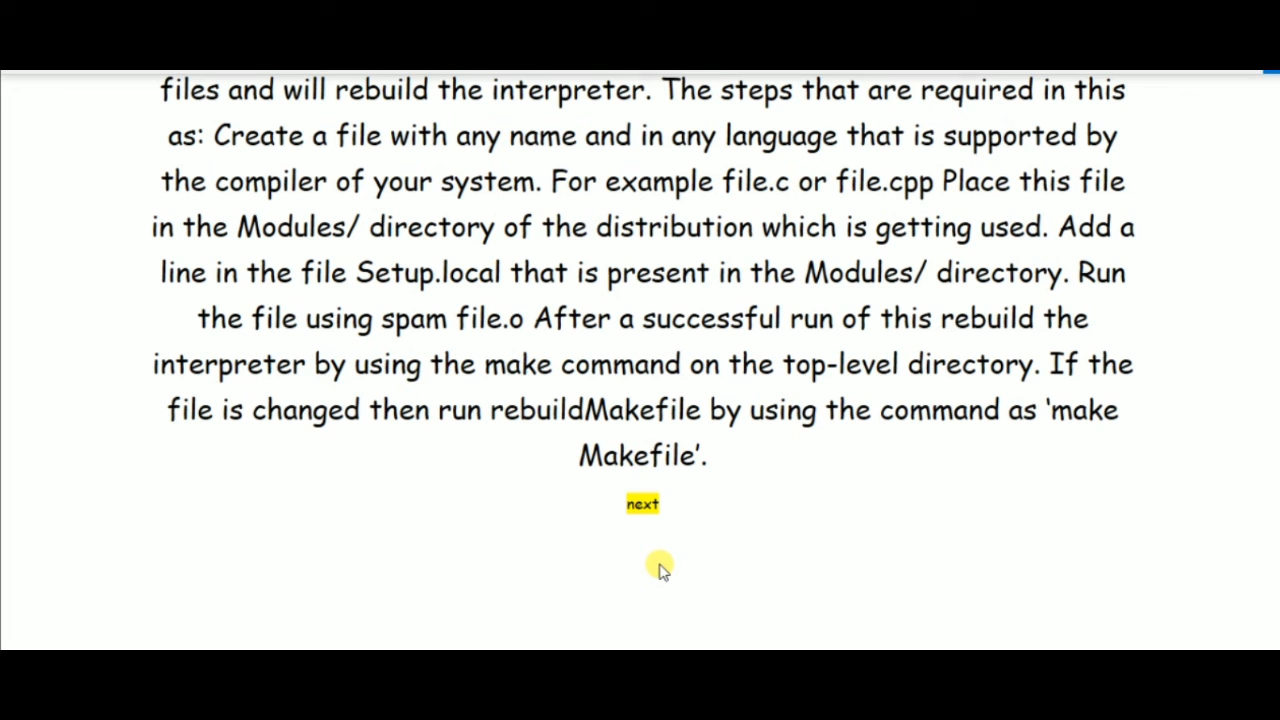 files and will rebuild the interpreter. The steps that are required in this
as: Create a file with any name and in any language that is supported by
the compiler of your system. For example file.c or file.cpp Place this file
in the Modules/ directory of the distribution which is getting used. Add a
line in the file Setup.local that is present in the Modules/ directory. Run
the file using spam file.o After a successful run of this rebuild the
interpreter by using the make command on the top-level directory. If the
file is changed then run rebuildMakefile by using the command as ‘make
Makefile’.
next